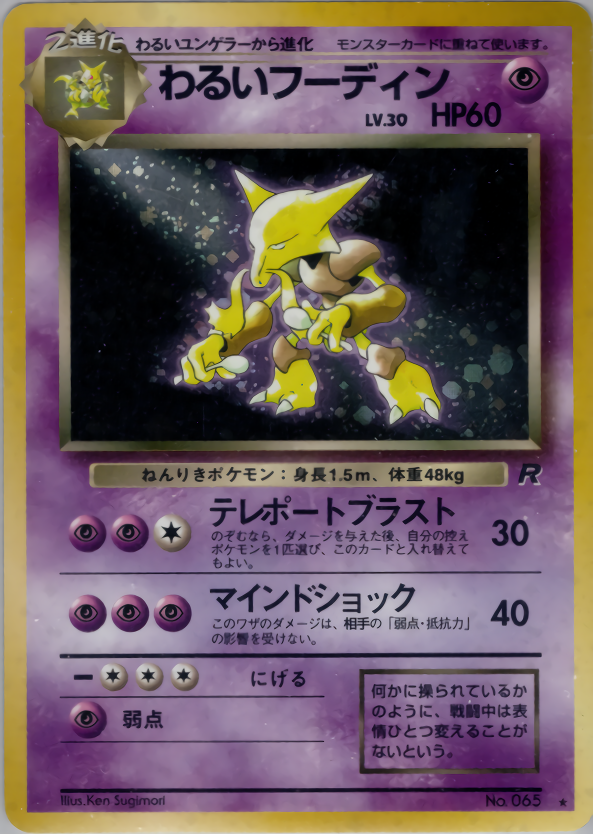 2進化
わるいユンゲラーから進化 モンスターカードに重ねて使います。
わるいフーディン
LV.30 HP60
ねんりきポケモン：身長1.5m、体重48kg
R
テレポートブラスト
のぞむなら、ダメージを与えた後、自分の控え
ポケモンを1匹選び、このカードと入れ替えて
もよい。
30
マインドショック
このワザのダメージは、相手の「弱点・抵抗力」
の影響を受けない。
40
にげる
弱点
何かに操られているか
のように、戦闘中は表
情ひとつ変えることが
ないという。
Illus.Ken Sugimori
No. 065 ★